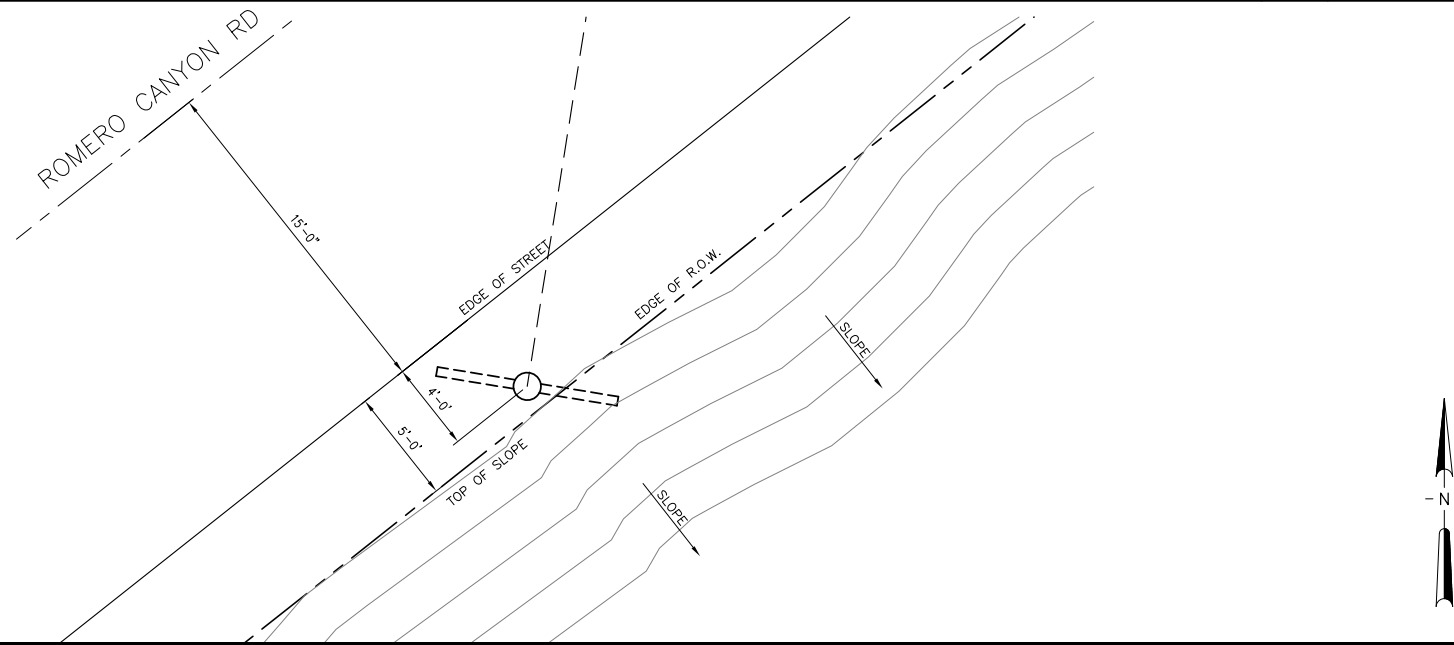 ROMERO CANYON RD
15'-0"
EDGE OF STREET
EDGE OF R.O.W.
4'-0'
5'-0'
TOP OF SLOPE
SLOPE
SLOPE
N